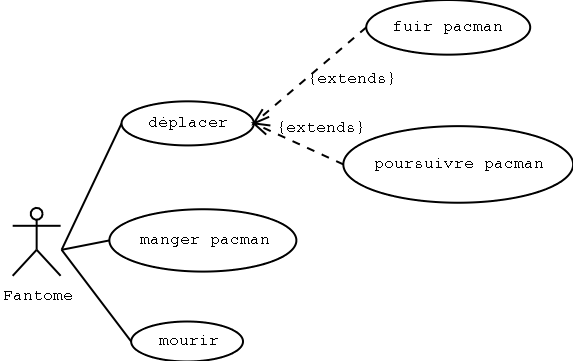 fuir pacman
{extends}
déplacer
{extends}
poursuivre pacman
manger pacman
Fantome
mourir